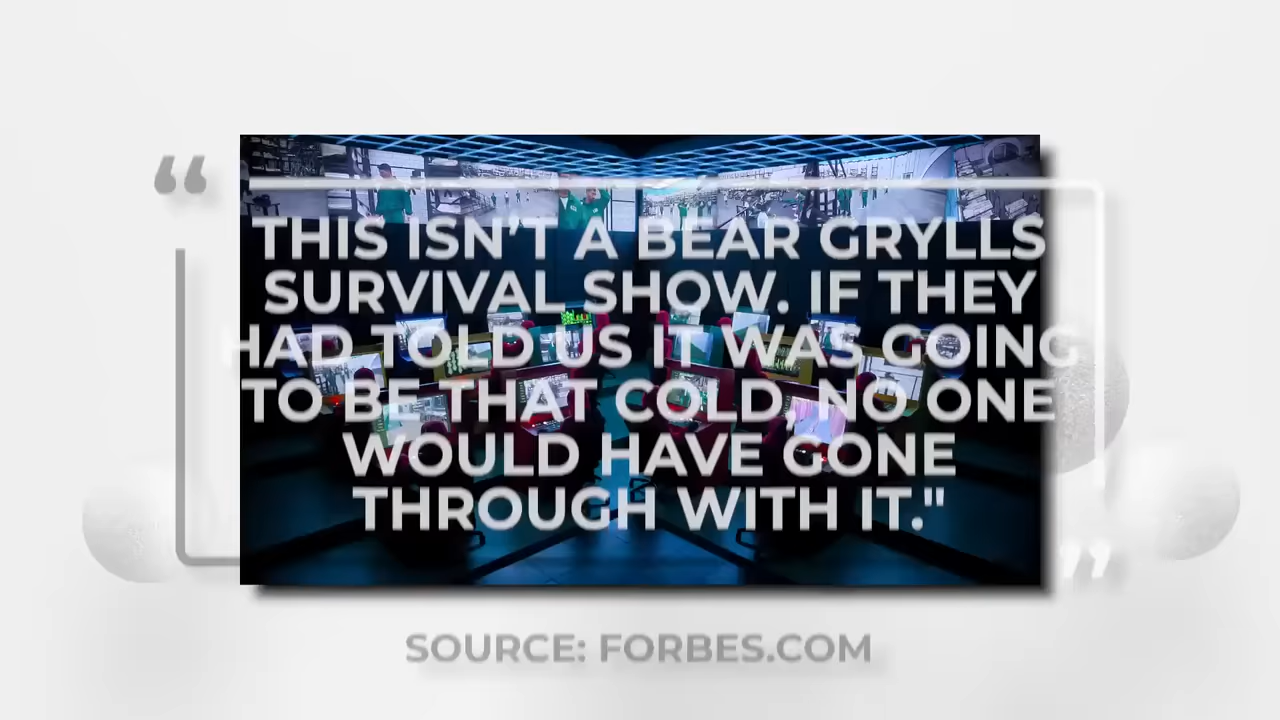 “
THIS ISN’T A BEAR GRYLLS
SURVIVAL SHOW. IF THEY
HAD TOLD US IT WAS GOING
TO BE THAT COLD, NO ONE
WOULD HAVE GONE
THROUGH WITH IT."
”
SOURCE: FORBES.COM